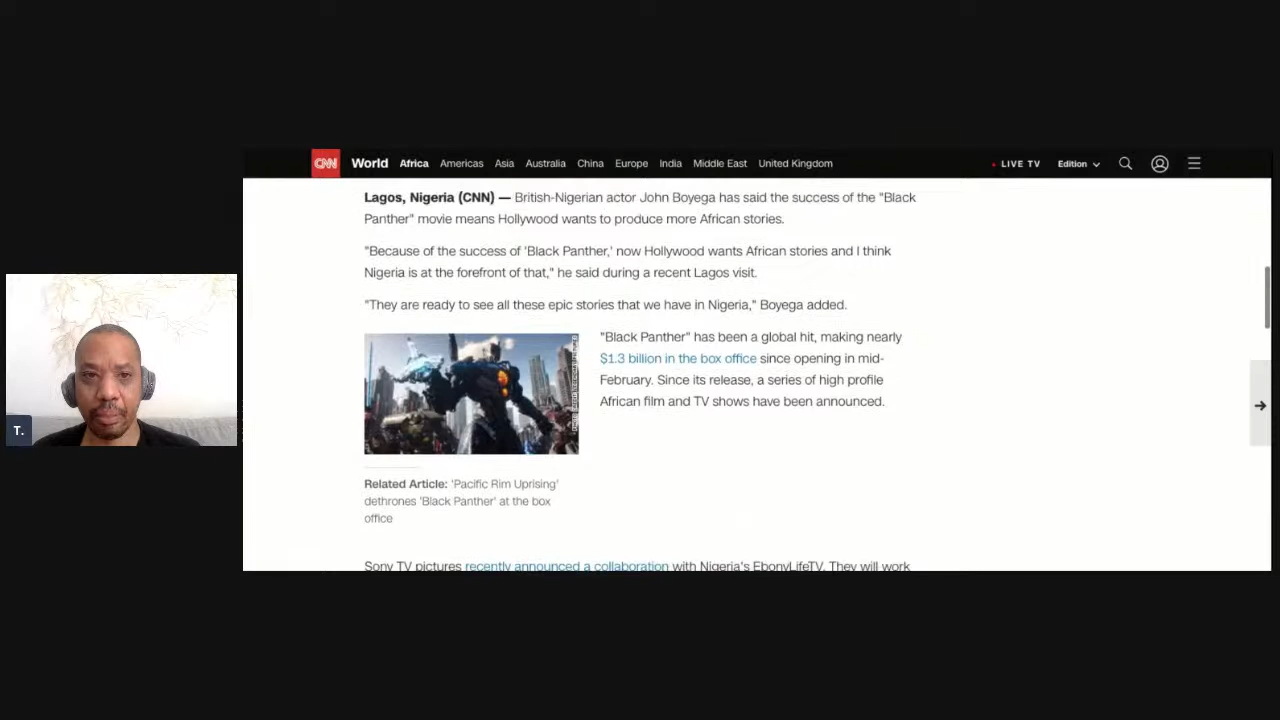 CNN World Africa Americas Asia Australia China Europe India Middle East United Kingdom LIVE TV Edition
Lagos, Nigeria (CNN) — British-Nigerian actor John Boyega has said the success of the "Black
Panther" movie means Hollywood wants to produce more African stories.
"Because of the success of 'Black Panther,' now Hollywood wants African stories and I think
Nigeria is at the forefront of that," he said during a recent Lagos visit.
"They are ready to see all these epic stories that we have in Nigeria," Boyega added.
"Black Panther" has been a global hit, making nearly
$1.3 billion in the box office since opening in mid-
February. Since its release, a series of high profile
African film and TV shows have been announced.
Related Article: 'Pacific Rim Uprising'
dethrones 'Black Panther' at the box
office
Sony TV pictures recently announced a collaboration with Nigeria's EbonyLifeTV. They will work
T.